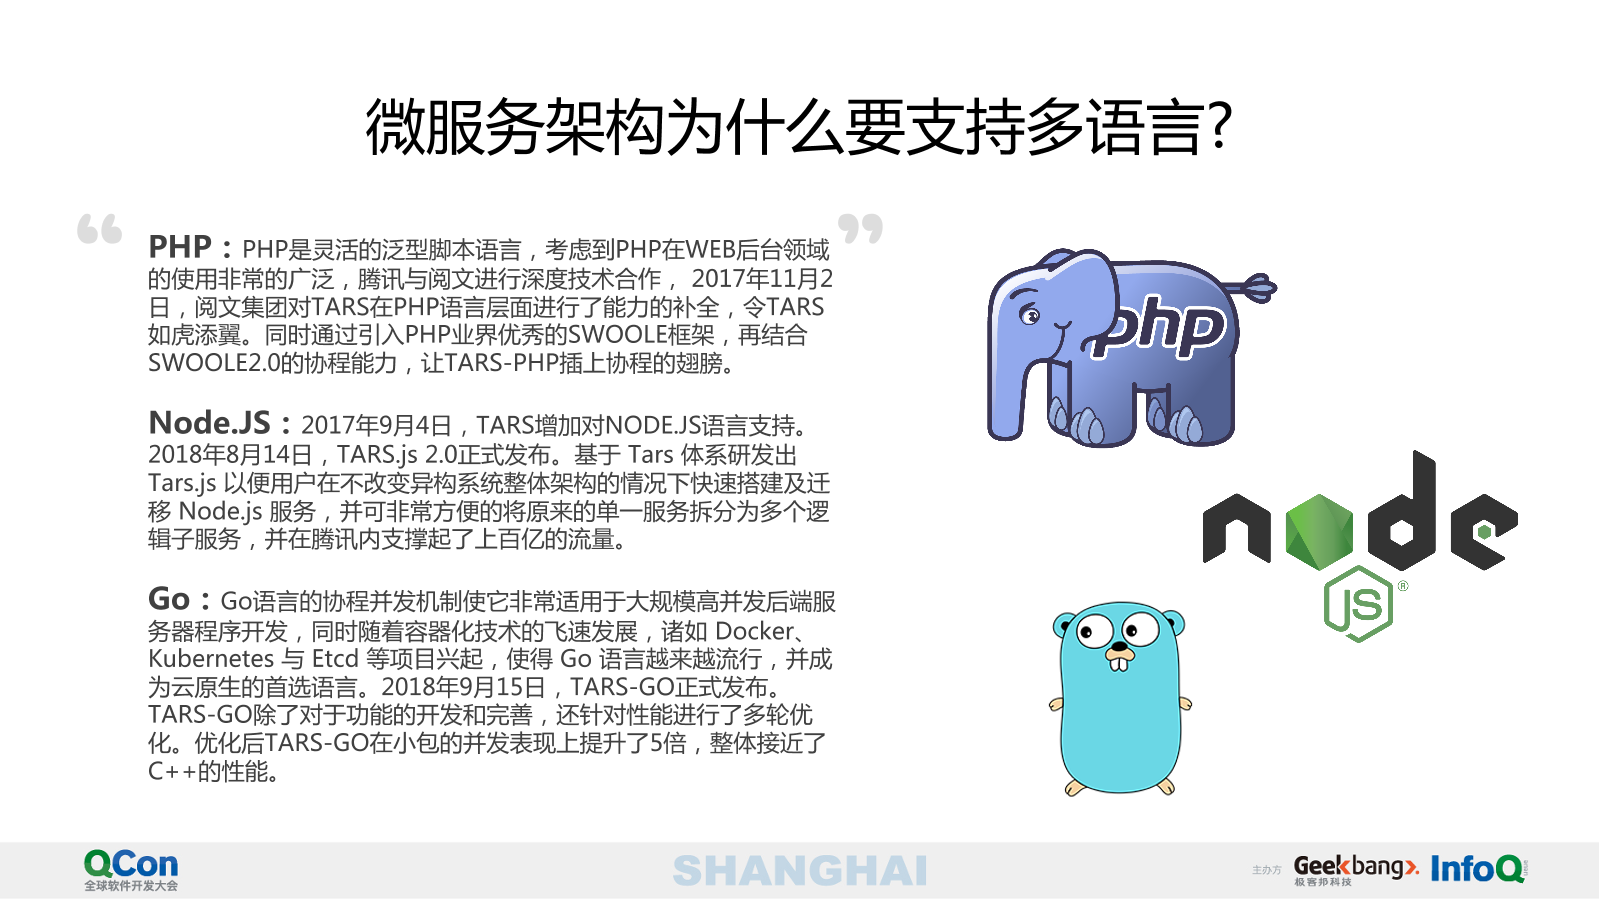 微服务架构为什么要支持多语言?
“
”
PHP：PHP是灵活的泛型脚本语言，考虑到PHP在WEB后台领域
的使用非常的广泛，腾讯与阅文进行深度技术合作， 2017年11月2
日，阅文集团对TARS在PHP语言层面进行了能力的补全，令TARS
如虎添翼。同时通过引入PHP业界优秀的SWOOLE框架，再结合
SWOOLE2.0的协程能力，让TARS-PHP插上协程的翅膀。
Node.JS：2017年9月4日，TARS增加对NODE.JS语言支持。
2018年8月14日，TARS.js 2.0正式发布。基于 Tars 体系研发出
Tars.js 以便用户在不改变异构系统整体架构的情况下快速搭建及迁
移 Node.js 服务，并可非常方便的将原来的单一服务拆分为多个逻
辑子服务，并在腾讯内支撑起了上百亿的流量。
Go：Go语言的协程并发机制使它非常适用于大规模高并发后端服
务器程序开发，同时随着容器化技术的飞速发展，诸如 Docker、
Kubernetes 与 Etcd 等项目兴起，使得 Go 语言越来越流行，并成
为云原生的首选语言。2018年9月15日，TARS-GO正式发布。
TARS-GO除了对于功能的开发和完善，还针对性能进行了多轮优
化。优化后TARS-GO在小包的并发表现上提升了5倍，整体接近了
C++的性能。
php
node
JS®
QCon
全球软件开发大会
SHANGHAI
主办方
Geekbang>.
极客邦科技
InfoQ